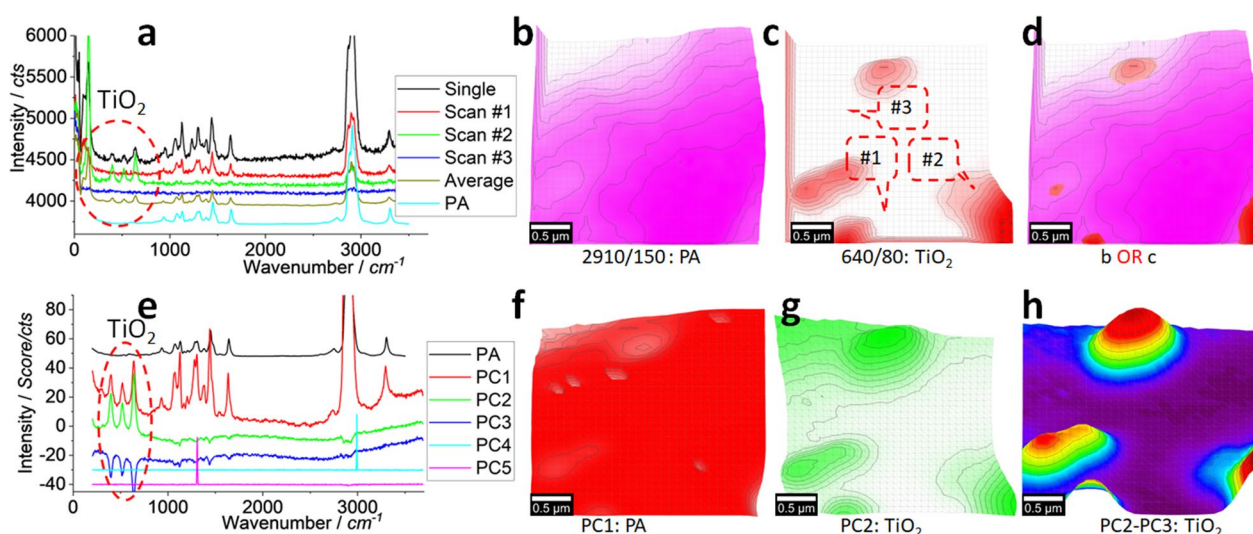 a
Intensity / cts
6000
5500
5000
4500
4000
TiO₂
Single
Scan #1
Scan #2
Scan #3
Average
PA
0
1000
2000
3000
Wavenumber / cm⁻¹
b
0.5 µm
2910/150: PA
c
#3
#1
#2
0.5 µm
640/80: TiO₂
d
0.5 µm
b OR c
e
Intensity / Score/cts
80
60
40
20
0
-20
-40
TiO₂
PA
PC1
PC2
PC3
PC4
PC5
0
1000
2000
3000
Wavenumber / cm⁻¹
f
0.5 µm
PC1: PA
g
0.5 µm
PC2: TiO₂
h
0.5 µm
PC2-PC3: TiO₂